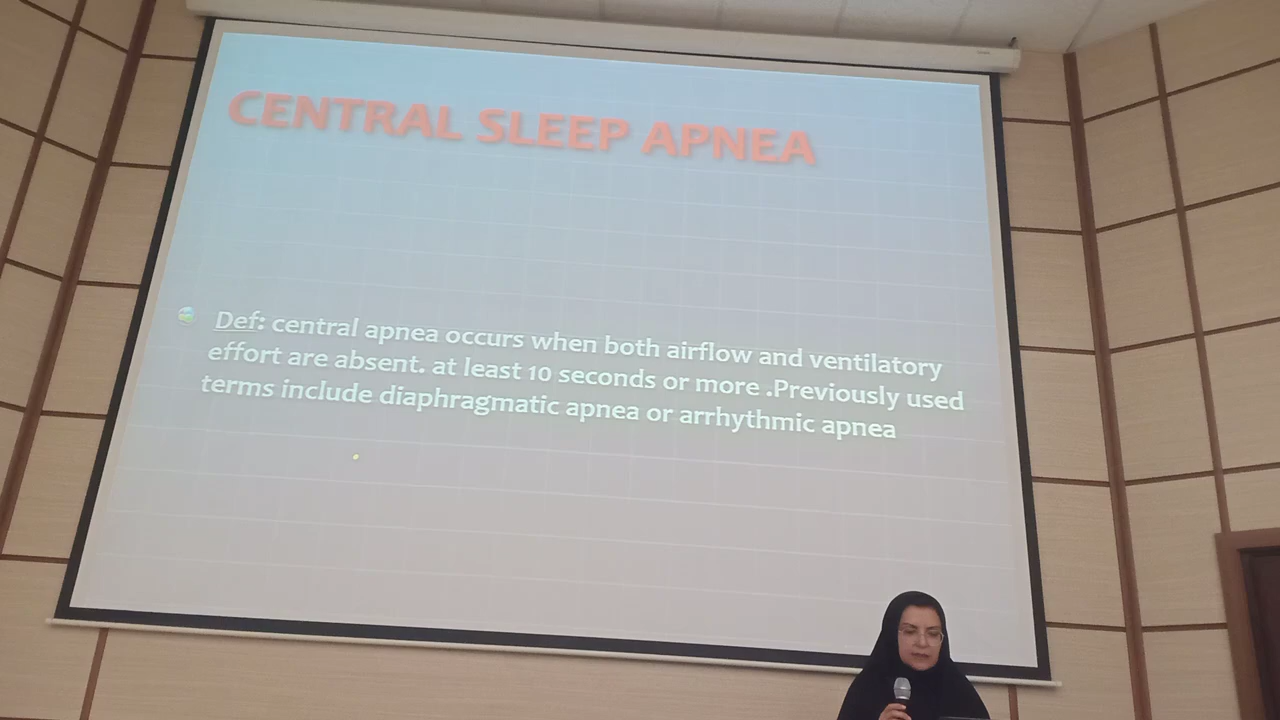 CENTRAL SLEEP APNEA
Def: central apnea occurs when both airflow and ventilatory
effort are absent. at least 10 seconds or more .Previously used
terms include diaphragmatic apnea or arrhythmic apnea